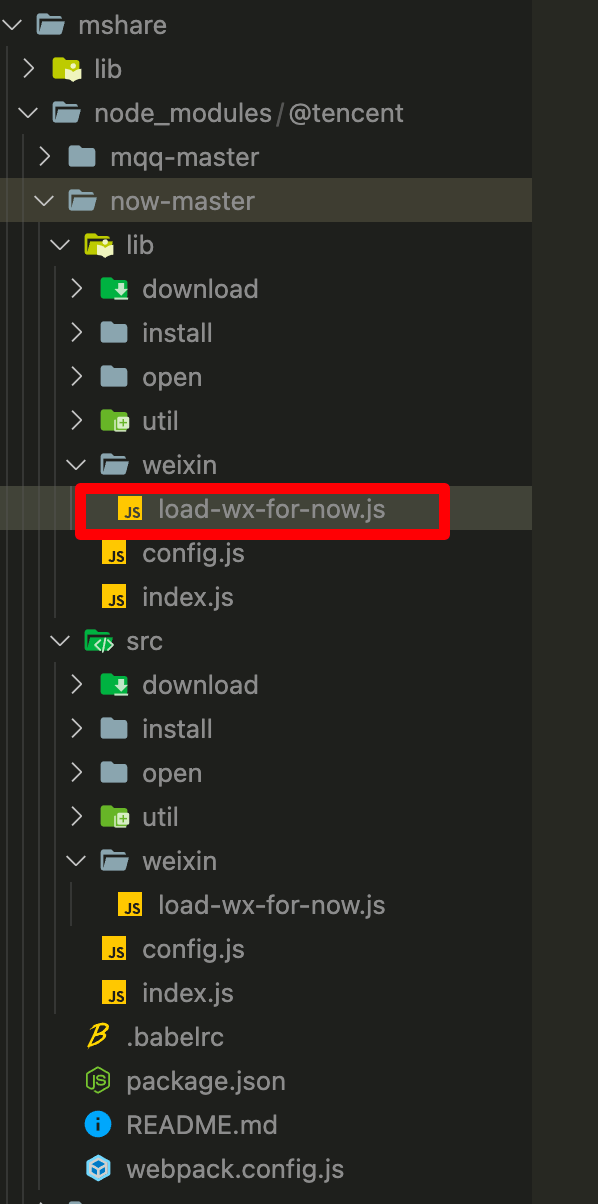 mshare
lib
node_modules/@tencent
mqq-master
now-master
lib
download
install
open
util
weixin
JS load-wx-for-now.js
JS config.js
JS index.js
src
download
install
open
util
weixin
JS load-wx-for-now.js
JS config.js
JS index.js
.babelrc
package.json
README.md
webpack.config.js